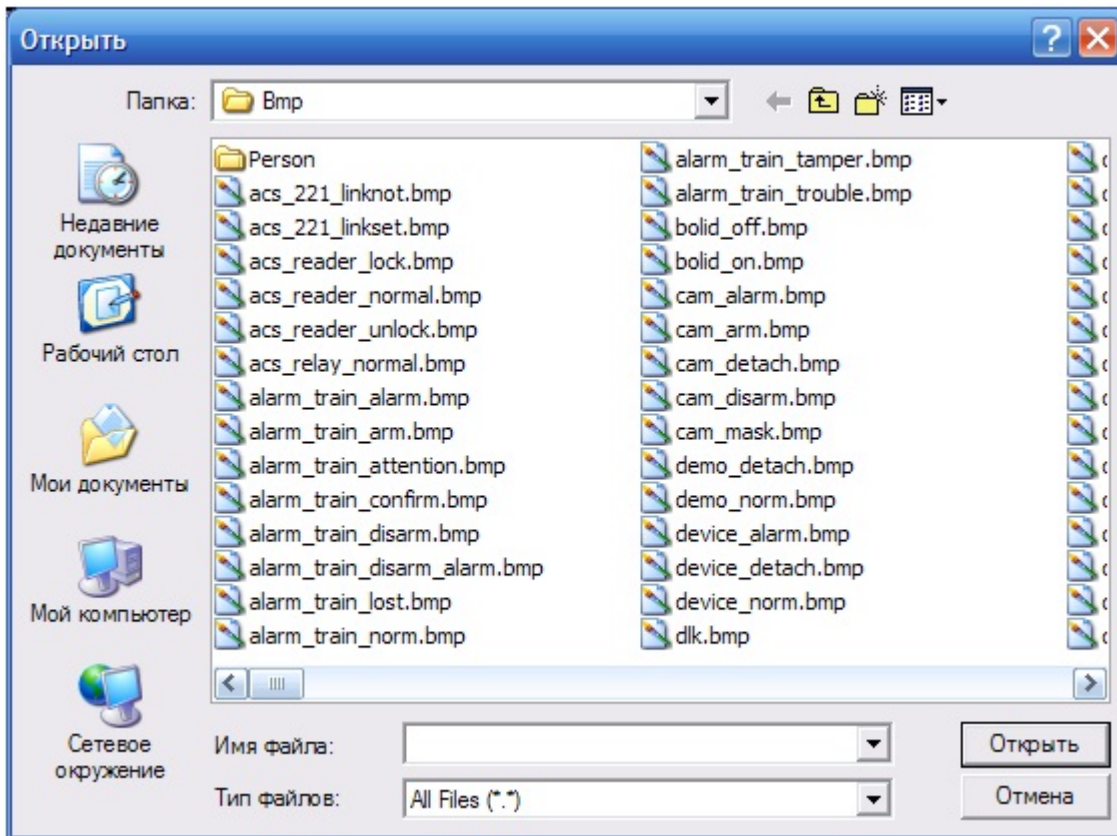 Открыть
Папка: Bmp
Недавние
документы
Рабочий стол
Мои документы
Мой компьютер
Сетевое
окружение
Person
acs_221_linknot.bmp
acs_221_linkset.bmp
acs_reader_lock.bmp
acs_reader_normal.bmp
acs_reader_unlock.bmp
acs_relay_normal.bmp
alarm_train_alarm.bmp
alarm_train_arm.bmp
alarm_train_attention.bmp
alarm_train_confirm.bmp
alarm_train_disarm.bmp
alarm_train_disarm_alarm.bmp
alarm_train_lost.bmp
alarm_train_norm.bmp
alarm_train_tamper.bmp
alarm_train_trouble.bmp
bolid_off.bmp
bolid_on.bmp
cam_alarm.bmp
cam_arm.bmp
cam_detach.bmp
cam_disarm.bmp
cam_mask.bmp
demo_detach.bmp
demo_norm.bmp
device_alarm.bmp
device_detach.bmp
device_norm.bmp
dlk.bmp
Имя файла:
Открыть
Тип файлов: All Files (*.*)
Отмена